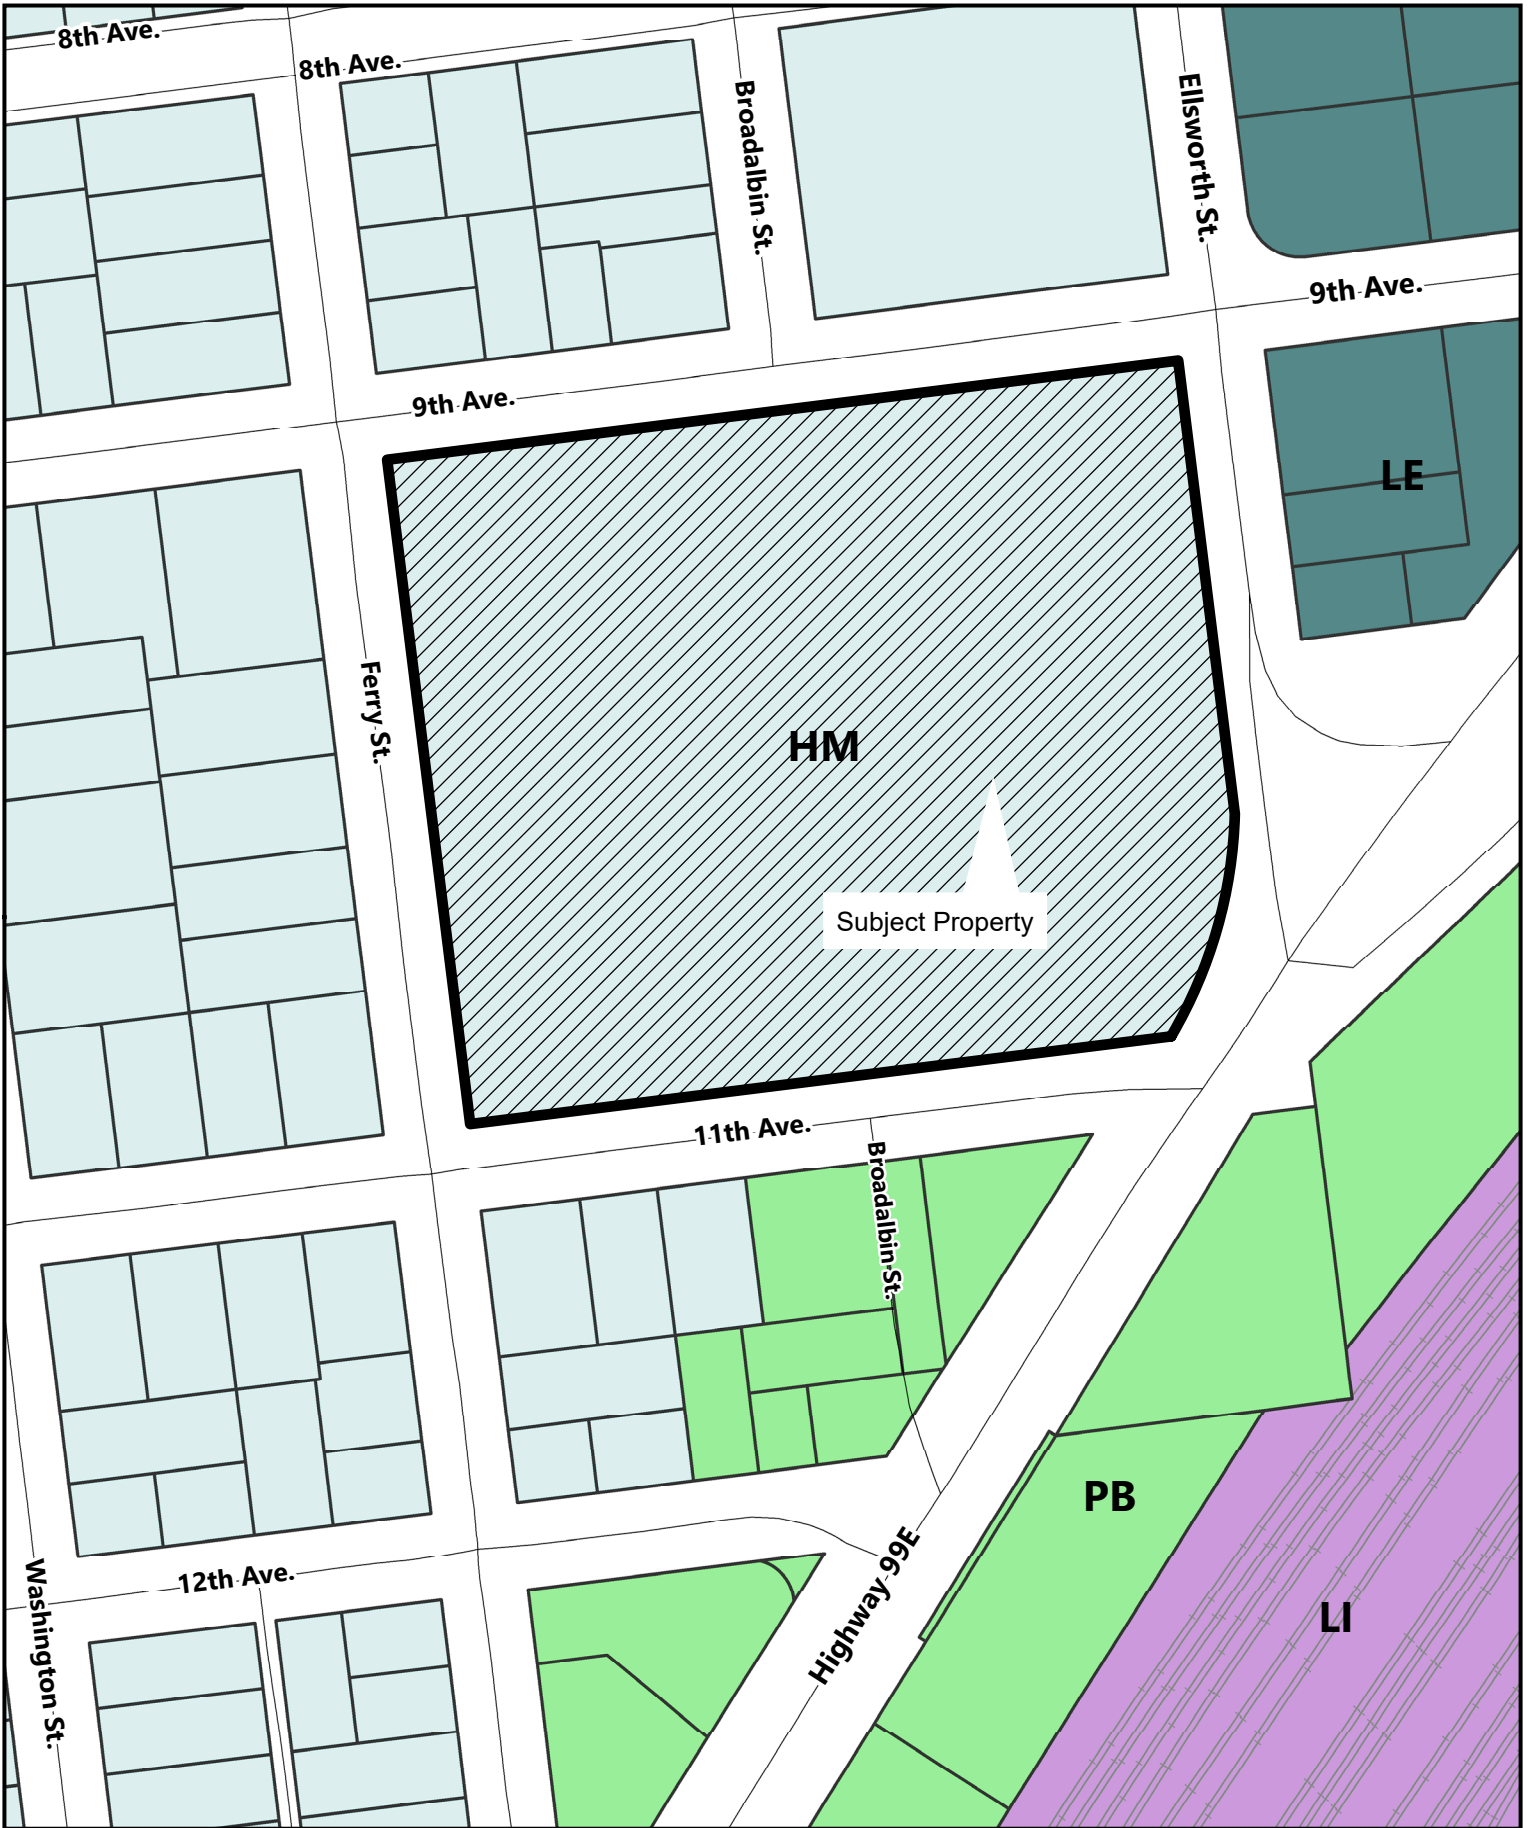 8th Ave.
8th Ave.
Broadalbin St.
Ellsworth St.
9th Ave.
9th Ave.
LE
Ferry St.
HM
Subject Property
11th Ave.
Broadalbin St.
PB
Highway 99E
12th Ave.
Washington St.
LI